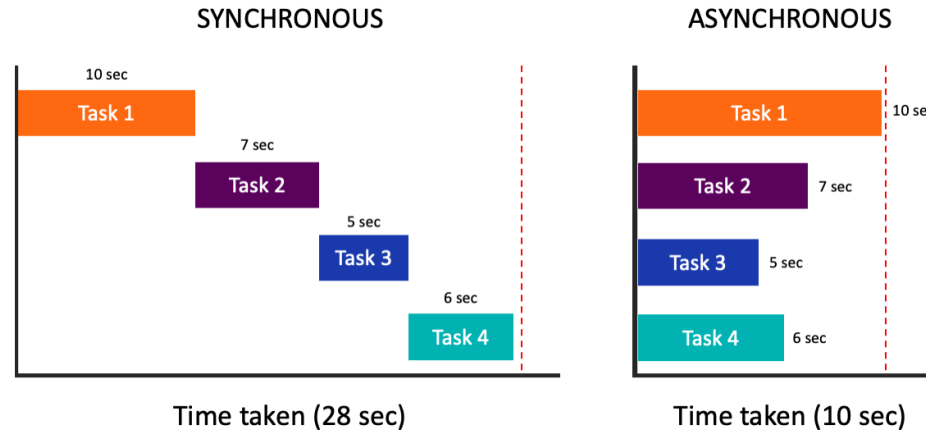 SYNCHRONOUS
10 sec
Task 1
7 sec
Task 2
5 sec
Task 3
6 sec
Task 4
Time taken (28 sec)
ASYNCHRONOUS
Task 1
10 se
Task 2
7 sec
Task 3
5 sec
Task 4
6 sec
Time taken (10 sec)